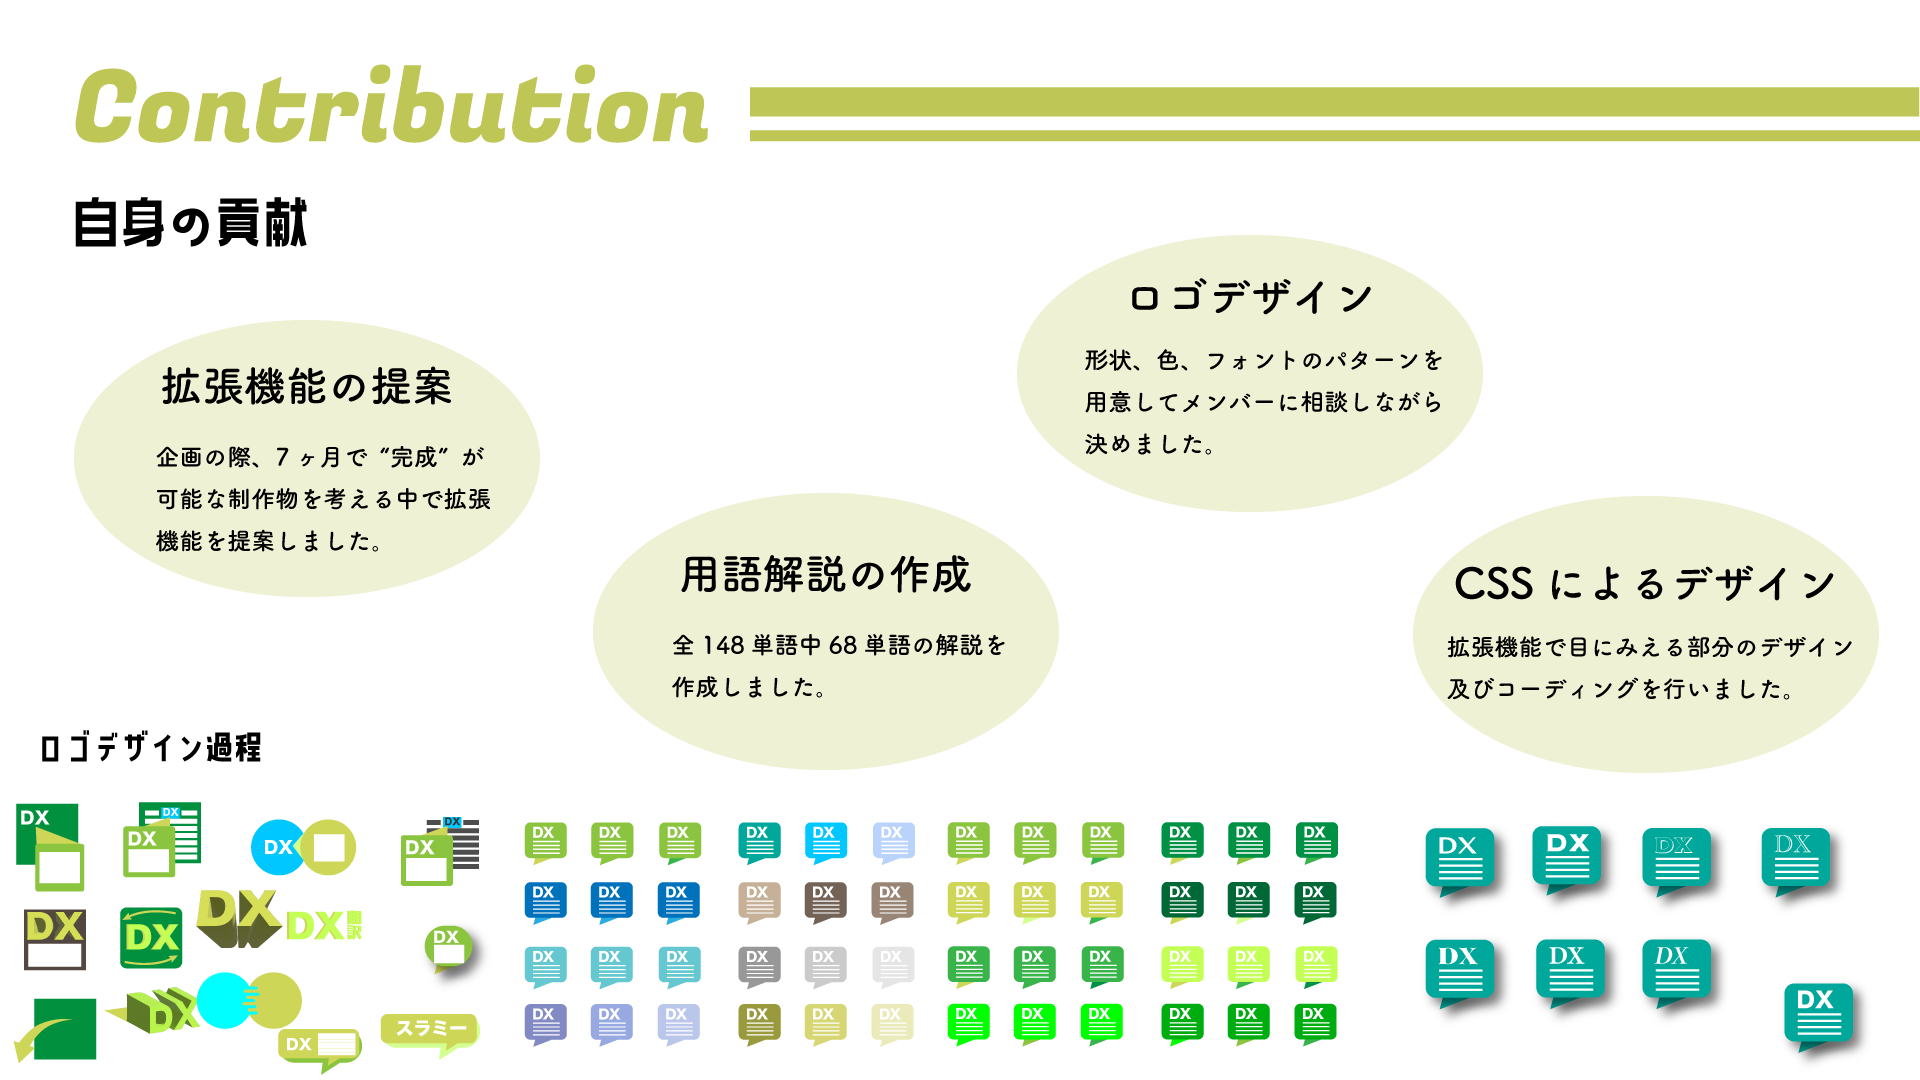 Contribution
自身の貢献
拡張機能の提案
企画の際、7 ヶ月で “完成” が
可能な制作物を考える中で拡張
機能を提案しました。
用語解説の作成
全 148 単語中 68 単語の解説を
作成しました。
ロゴデザイン
形状、色、フォントのパターンを
用意してメンバーに相談しながら
決めました。
CSS によるデザイン
拡張機能で目にみえる部分のデザイン
及びコーディングを行いました。
ロゴデザイン過程
DX
DX
DX
DX
DX
DX
DX
DX
DX
DX
DX
DX
DX
DX
スラミー
DX DX DX DX DX DX DX DX DX DX DX DX
DX DX DX DX DX DX DX DX DX DX DX DX
DX DX DX DX DX DX DX DX DX DX DX DX
DX DX DX DX DX DX DX DX DX DX DX DX
DX DX DX DX
DX DX DX
DX